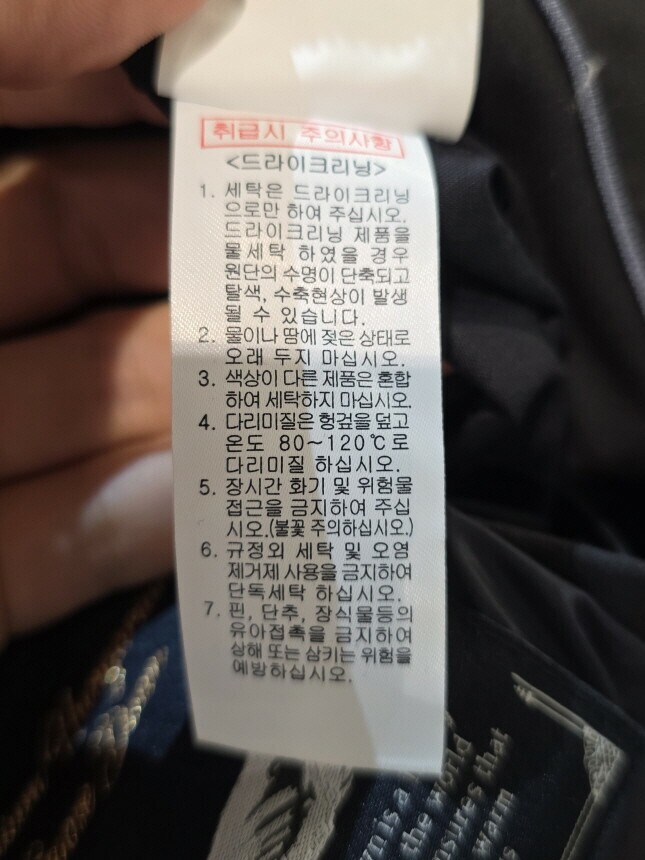 취급시 주의사항
<드라이크리닝>
1. 세탁은 드라이크리닝
으로만 하여 주십시오.
드라이크리닝 제품을
물세탁 하였을 경우
원단의 수명이 단축되고
탈색, 수축현상이 발생
될 수 있습니다.
2. 물이나 땀에 젖은 상태로
오래 두지 마십시오.
3. 색상이 다른 제품은 혼합
하여 세탁하지 마십시오.
4. 다리미질은 헝겊을 덮고
온도 80~120℃로
다리미질 하십시오.
5. 장시간 화기 및 위험물
접근을 금지하여 주십
시오.(불꽃 주의하십시오.)
6. 규정외 세탁 및 오염
제거제 사용을 금지하여
단독세탁 하십시오.
7. 핀, 단추, 장식물등의
유아접촉을 금지하여
상해 또는 삼키는 위험을
예방하십시오.
is a
the world
that
warm